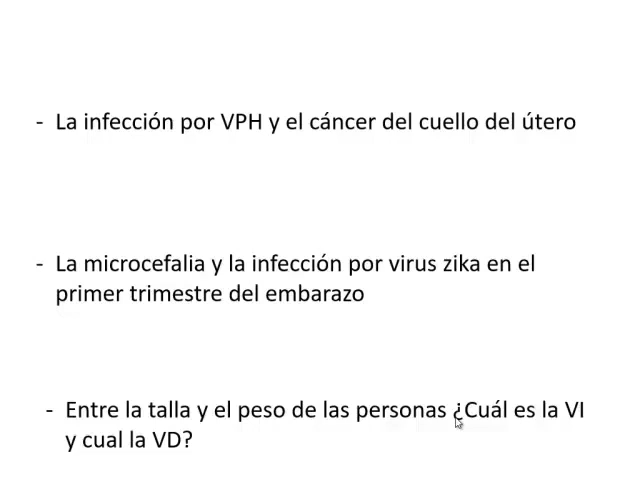 - La infección por VPH y el cáncer del cuello del útero
- La microcefalia y la infección por virus zika en el
primer trimestre del embarazo
- Entre la talla y el peso de las personas ¿Cuál es la VI
y cual la VD?